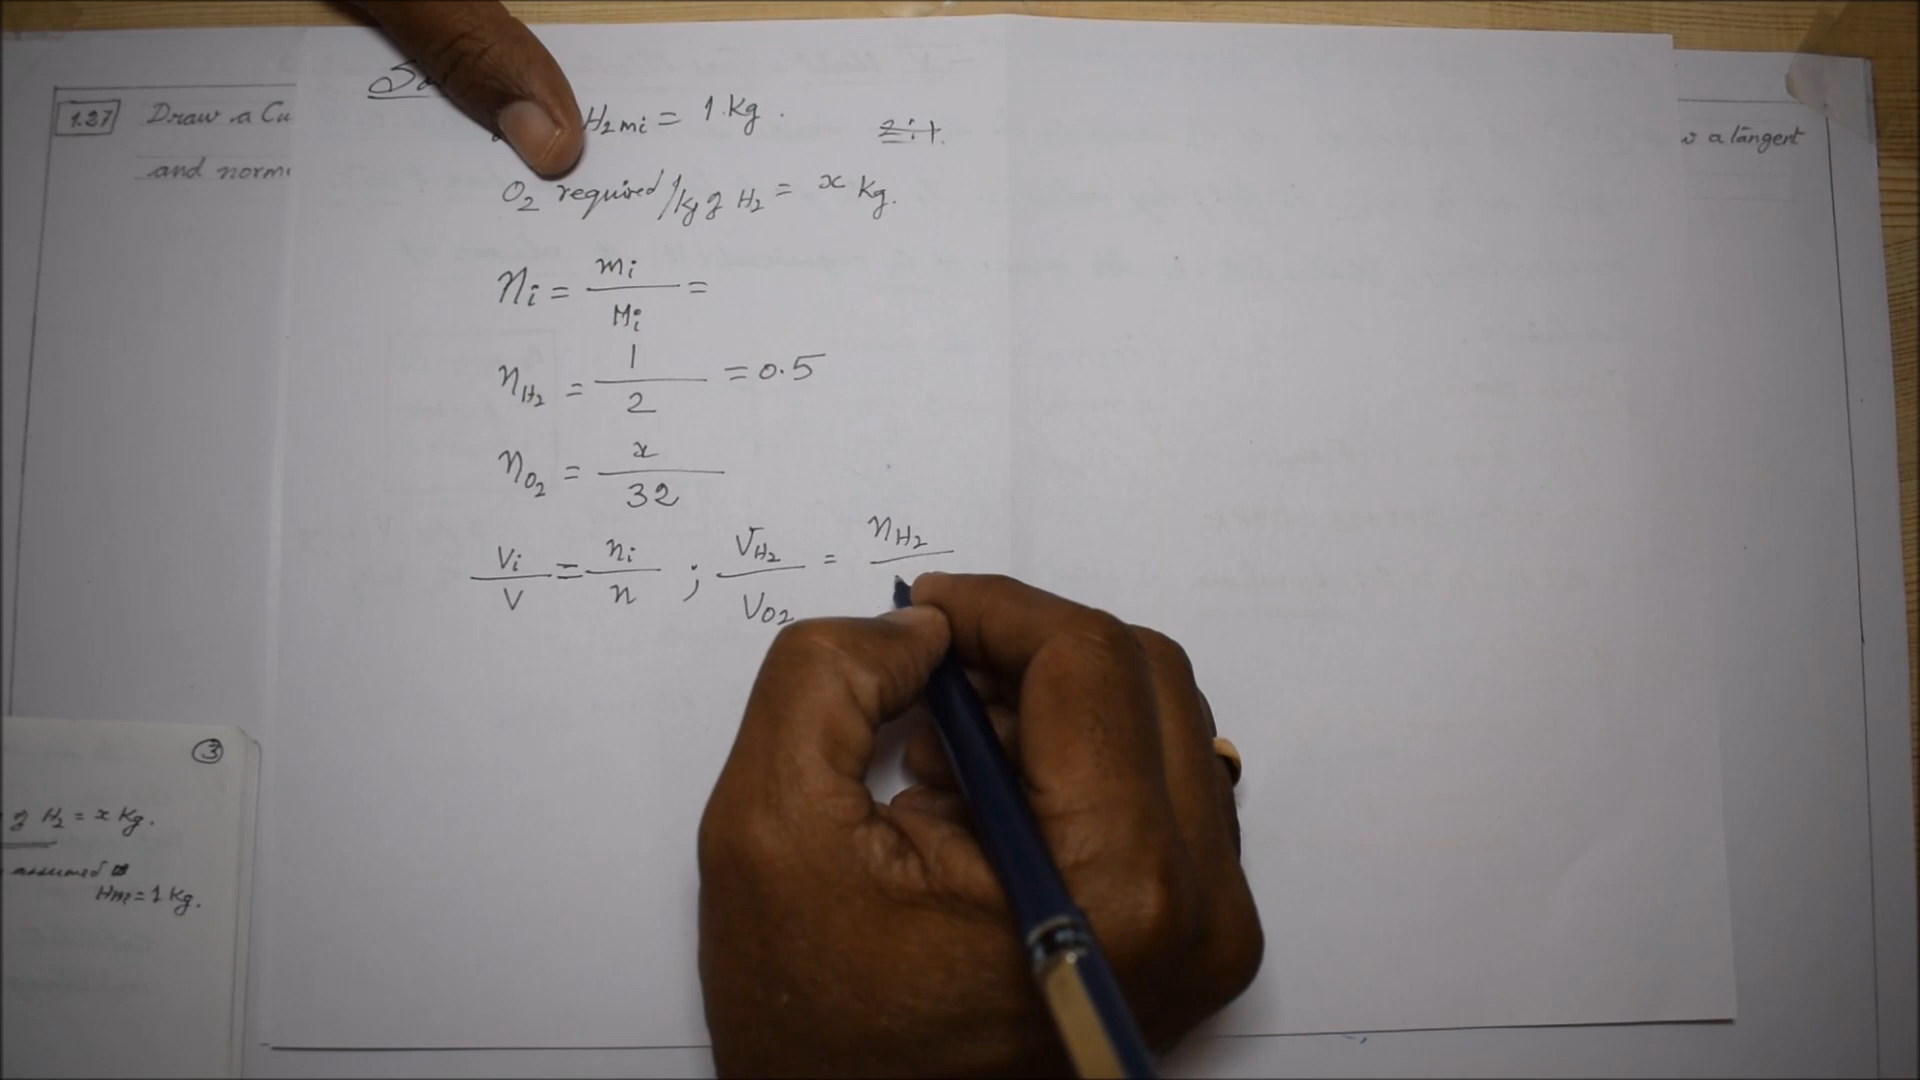 1.27 Draw a Cu
and norm
w a tangent
H2 mi = 1 Kg.
2:1.
O2 required/kg of H2 = x Kg.
ni = mi/Mi =
nH2 = 1/2 = 0.5
nO2 = x/32
Vi/V = ni/n ; VH2/VO2 = nH2/
3
of H2 = x Kg.
assumed
= 1 Kg.